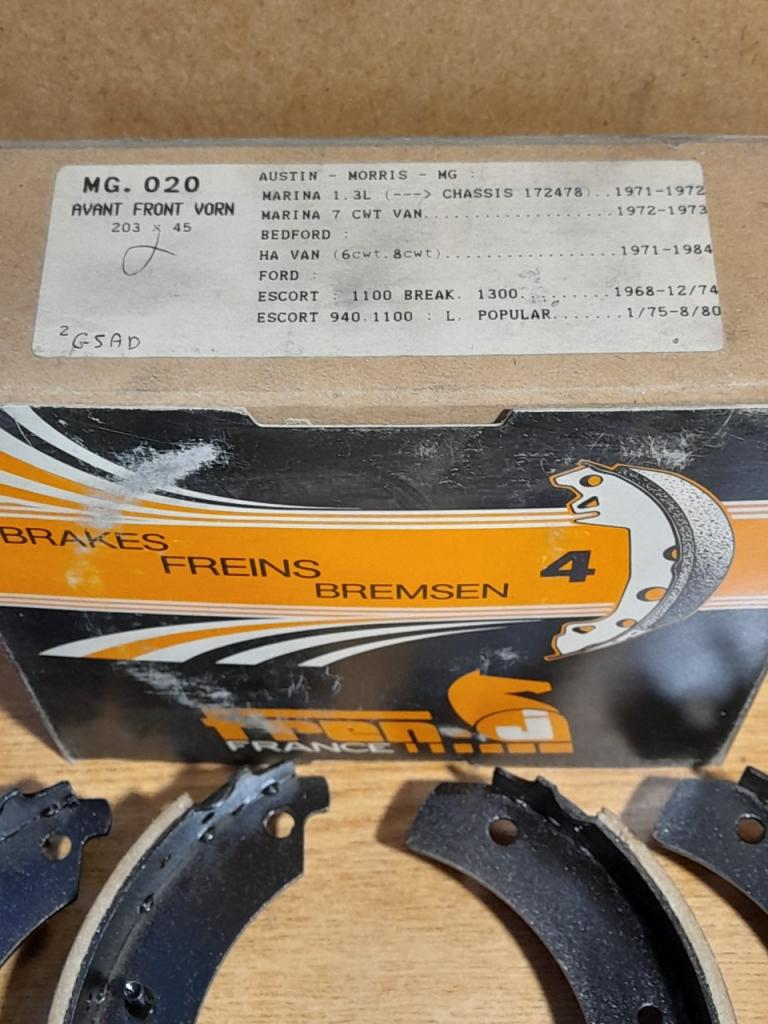 MG. 020
AVANT FRONT VORN
203 x 45
2 GSAD
AUSTIN - MORRIS - MG :
MARINA 1.3L (---> CHASSIS 172478)..1971-1972
MARINA 7 CWT VAN..................1972-1973
BEDFORD :
HA VAN (6cwt.8cwt)................1971-1984
FORD :
ESCORT : 1100 BREAK. 1300.........1968-12/74
ESCORT 940.1100 : L. POPULAR.......1/75-8/80
BRAKES
FREINS
BREMSEN
4
FRANCE